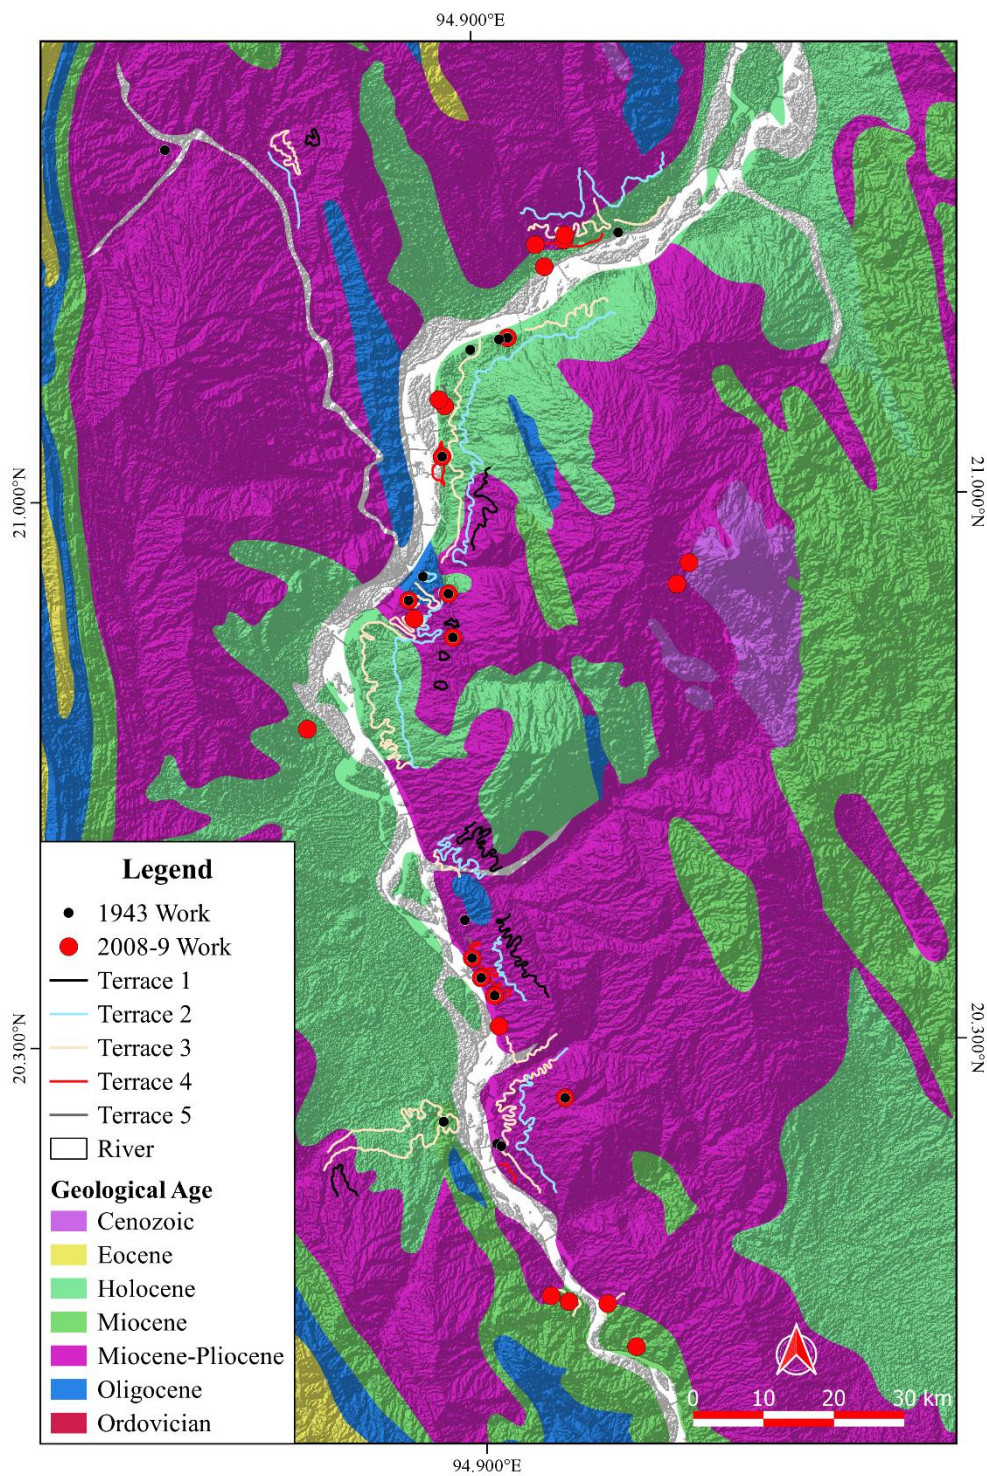 94.900°E
21.000°N
21.000°N
20.300°N
20.300°N
Legend
1943 Work
2008-9 Work
Terrace 1
Terrace 2
Terrace 3
Terrace 4
Terrace 5
River
Geological Age
Cenozoic
Eocene
Holocene
Miocene
Miocene-Pliocene
Oligocene
Ordovician
0 10 20 30 km
94.900°E